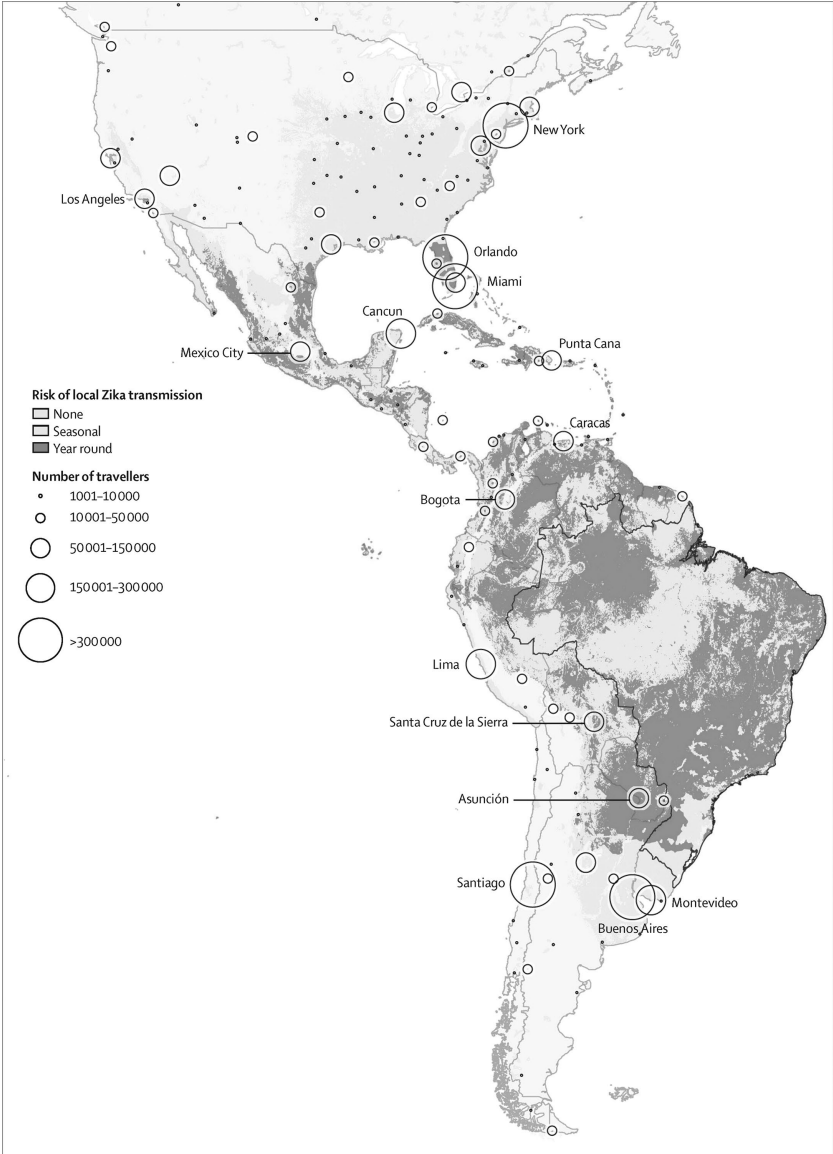 New York
Los Angeles
Orlando
Miami
Cancun
Punta Cana
Mexico City
Risk of local Zika transmission
None
Seasonal
Year round
Caracas
Number of travellers
1001–10 000
Bogota
10 001–50 000
50 001–150 000
150 001–300 000
>300 000
Lima
Santa Cruz de la Sierra
Asunción
Santiago
Montevideo
Buenos Aires